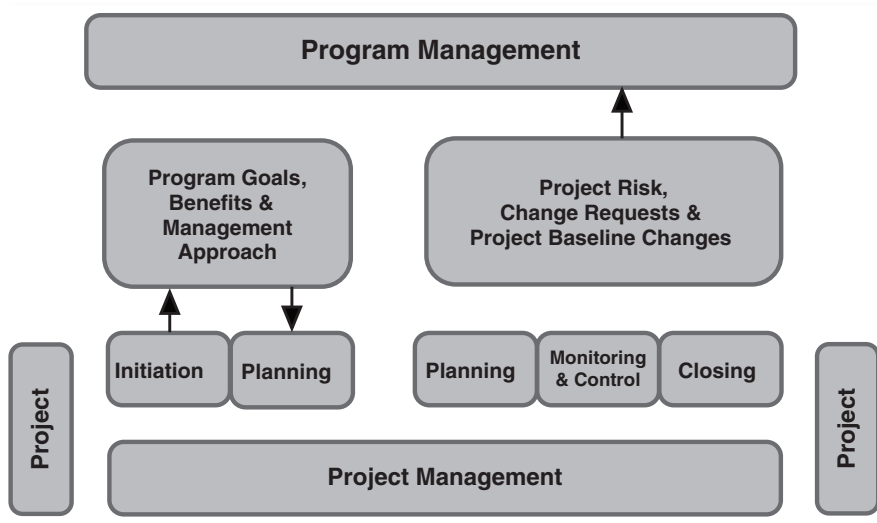 Program Management
Program Goals,
Benefits &
Management
Approach
Project Risk,
Change Requests &
Project Baseline Changes
Initiation
Planning
Planning
Monitoring
& Control
Closing
Project
Project
Project Management